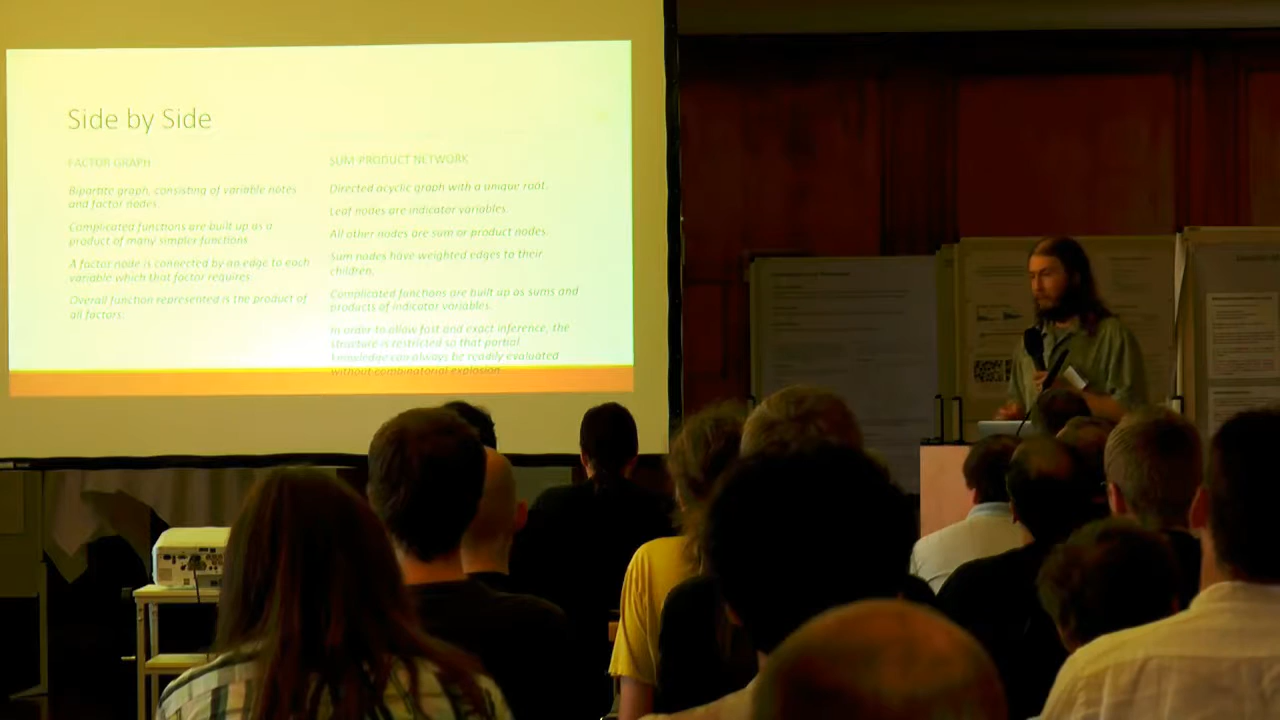 Side by Side
FACTOR GRAPH
Bipartite graph, consisting of variable notes
and factor nodes.
Complicated functions are built up as a
product of many simpler functions
A factor node is connected by an edge to each
variable which that factor requires.
Overall function represented is the product of
all factors.
SUM-PRODUCT NETWORK
Directed acyclic graph with a unique root.
Leaf nodes are indicator variables.
All other nodes are sum or product nodes.
Sum nodes have weighted edges to their
children.
Complicated functions are built up as sums and
products of indicator variables.
In order to allow fast and exact inference, the
structure is restricted so that partial
knowledge can always be readily evaluated
without combinatorial explosion